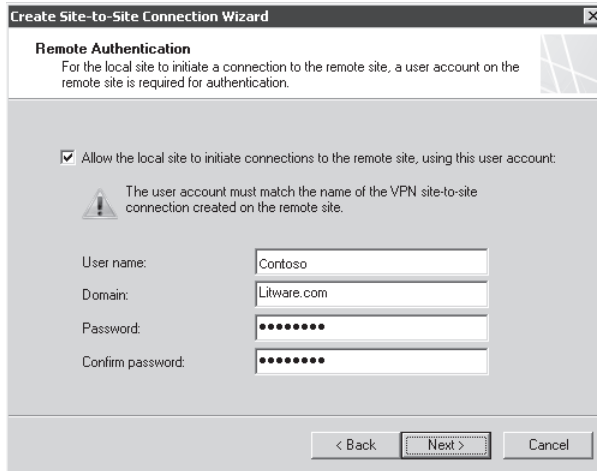 Create Site-to-Site Connection Wizard
Remote Authentication
For the local site to initiate a connection to the remote site, a user account on the
remote site is required for authentication.
Allow the local site to initiate connections to the remote site, using this user account:
The user account must match the name of the VPN site-to-site
connection created on the remote site.
User name:
Contoso
Domain:
Litware.com
Password:
●●●●●●●●
Confirm password:
●●●●●●●●
< Back
Next >
Cancel